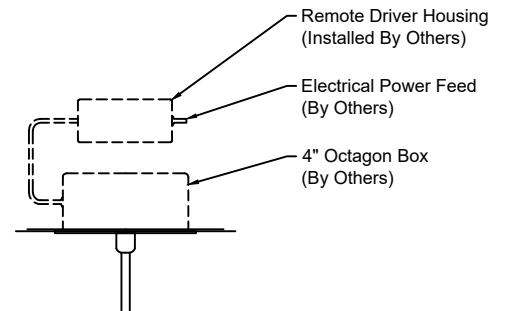 Remote Driver Housing
(Installed By Others)
Electrical Power Feed
(By Others)
4" Octagon Box
(By Others)